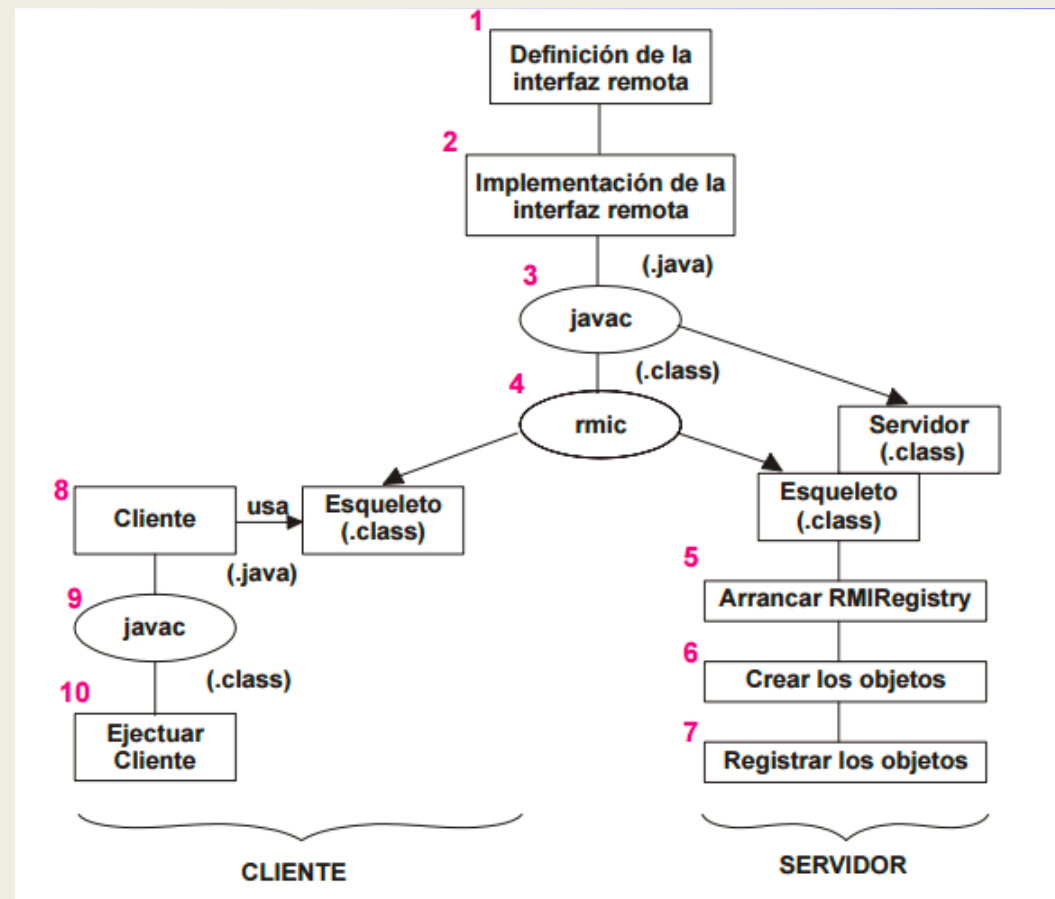 1
Definición de la
interfaz remota
2
Implementación de la
interfaz remota
(.java)
3
javac
(.class)
4
rmic
Servidor
(.class)
Esqueleto
(.class)
8
Cliente
usa
Esqueleto
(.class)
(.java)
9
javac
(.class)
10
Ejectuar
Cliente
5
Arrancar RMIRegistry
6
Crear los objetos
7
Registrar los objetos
CLIENTE
SERVIDOR